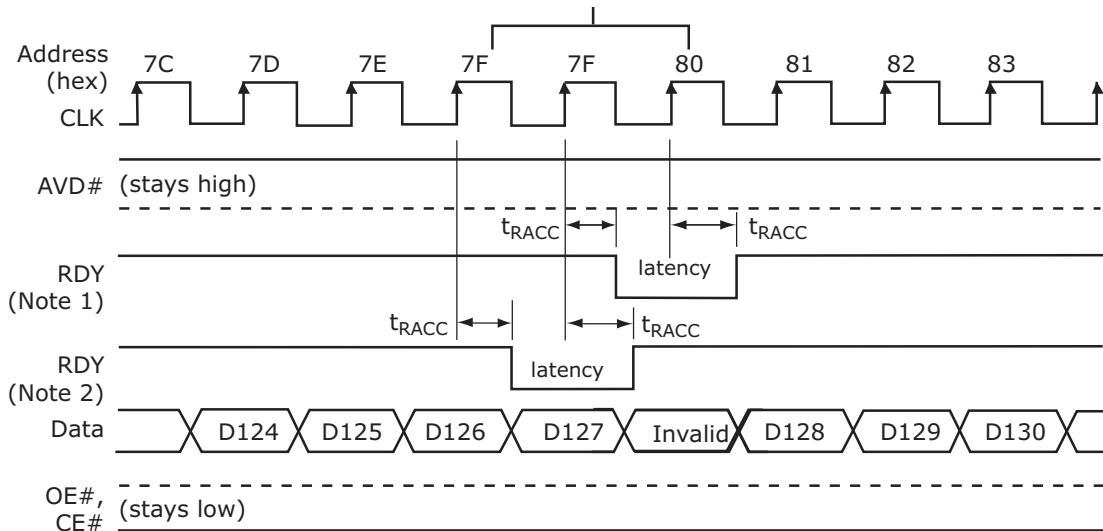 Address
(hex)
7C 7D 7E 7F 7F 80 81 82 83
CLK
AVD# (stays high)
tRACC tRACC
RDY
(Note 1)
latency
tRACC tRACC
RDY
(Note 2)
latency
Data D124 D125 D126 D127 Invalid D128 D129 D130
OE#,
CE#
(stays low)